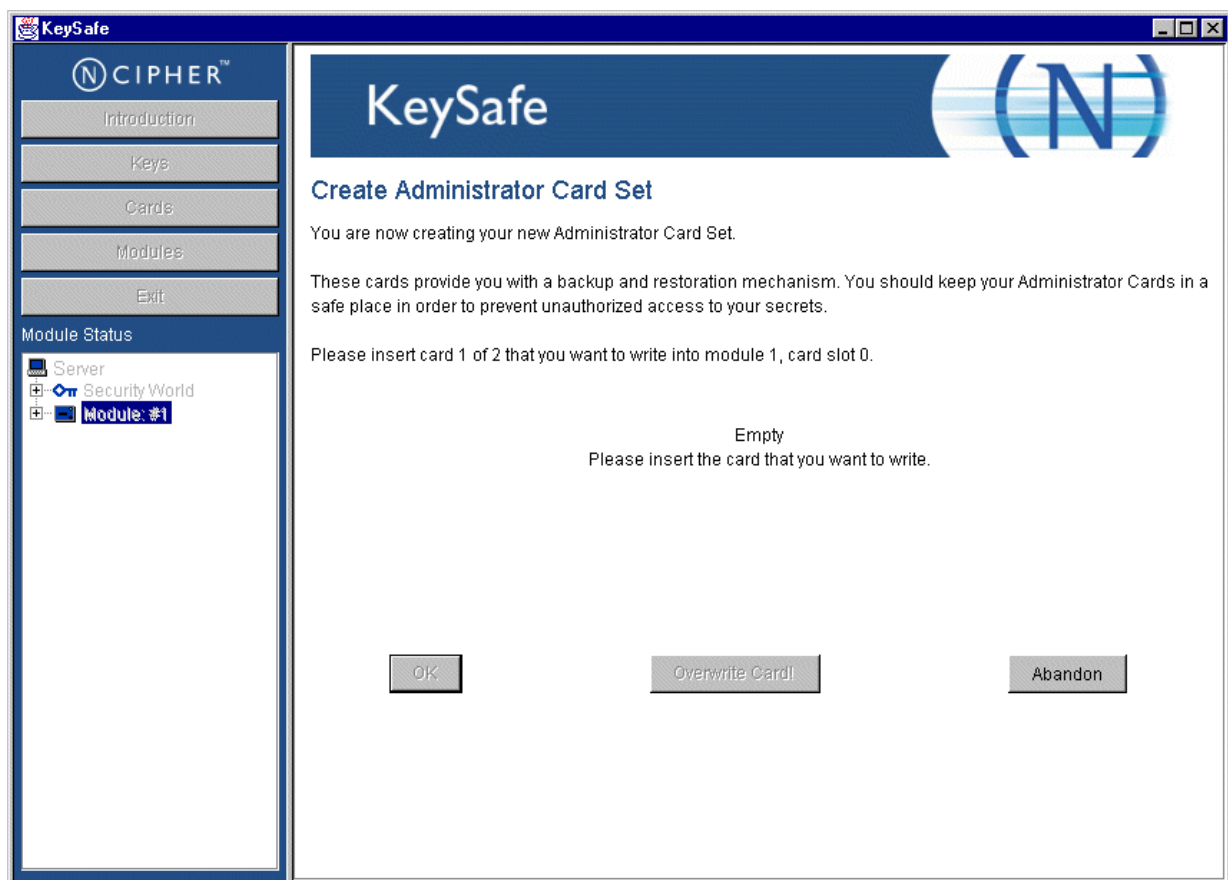 KeySafe
NCIPHER™
Introduction
Keys
Cards
Modules
Exit
Module Status
Server
Security World
Module: #1
KeySafe
(N)
Create Administrator Card Set
You are now creating your new Administrator Card Set.
These cards provide you with a backup and restoration mechanism. You should keep your Administrator Cards in a
safe place in order to prevent unauthorized access to your secrets.
Please insert card 1 of 2 that you want to write into module 1, card slot 0.
Empty
Please insert the card that you want to write.
OK
Overwrite Card!
Abandon